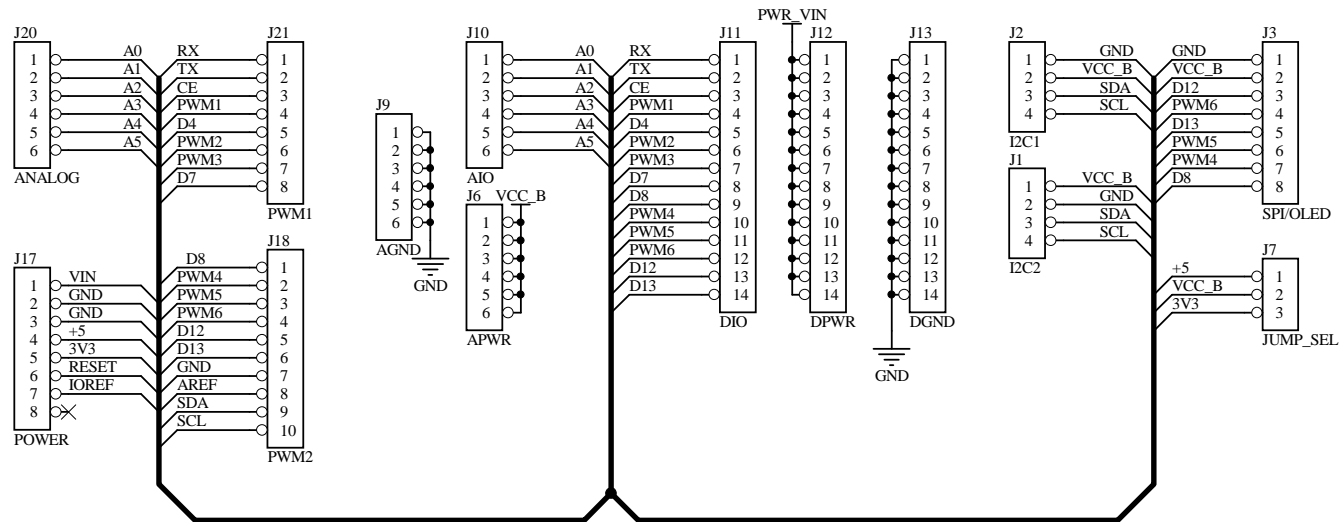 J20
1
2
3
4
5
6
ANALOG
A0
A1
A2
A3
A4
A5
J21
RX
TX
CE
PWM1
D4
PWM2
PWM3
D7
1
2
3
4
5
6
7
8
PWM1
J17
1
2
3
4
5
6
7
8
POWER
VIN
GND
GND
+5
3V3
RESET
IOREF
J18
D8
PWM4
PWM5
PWM6
D12
D13
GND
AREF
SDA
SCL
1
2
3
4
5
6
7
8
9
10
PWM2
J9
1
2
3
4
5
6
AGND
GND
J10
1
2
3
4
5
6
AIO
A0
A1
A2
A3
A4
A5
J6
VCC_B
1
2
3
4
5
6
APWR
J11
RX
TX
CE
PWM1
D4
PWM2
PWM3
D7
D8
PWM4
PWM5
PWM6
D12
D13
1
2
3
4
5
6
7
8
9
10
11
12
13
14
DIO
PWR_VIN
J12
1
2
3
4
5
6
7
8
9
10
11
12
13
14
DPWR
J13
1
2
3
4
5
6
7
8
9
10
11
12
13
14
DGND
GND
J2
1
2
3
4
I2C1
GND
VCC_B
SDA
SCL
J1
1
2
3
4
I2C2
VCC_B
GND
SDA
SCL
J3
GND
VCC_B
D12
PWM6
D13
PWM5
PWM4
D8
1
2
3
4
5
6
7
8
SPI/OLED
J7
+5
VCC_B
3V3
1
2
3
JUMP_SEL